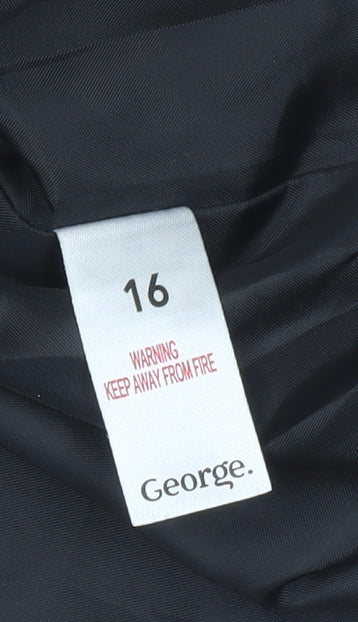 16
WARNING
KEEP AWAY FROM FIRE
George.